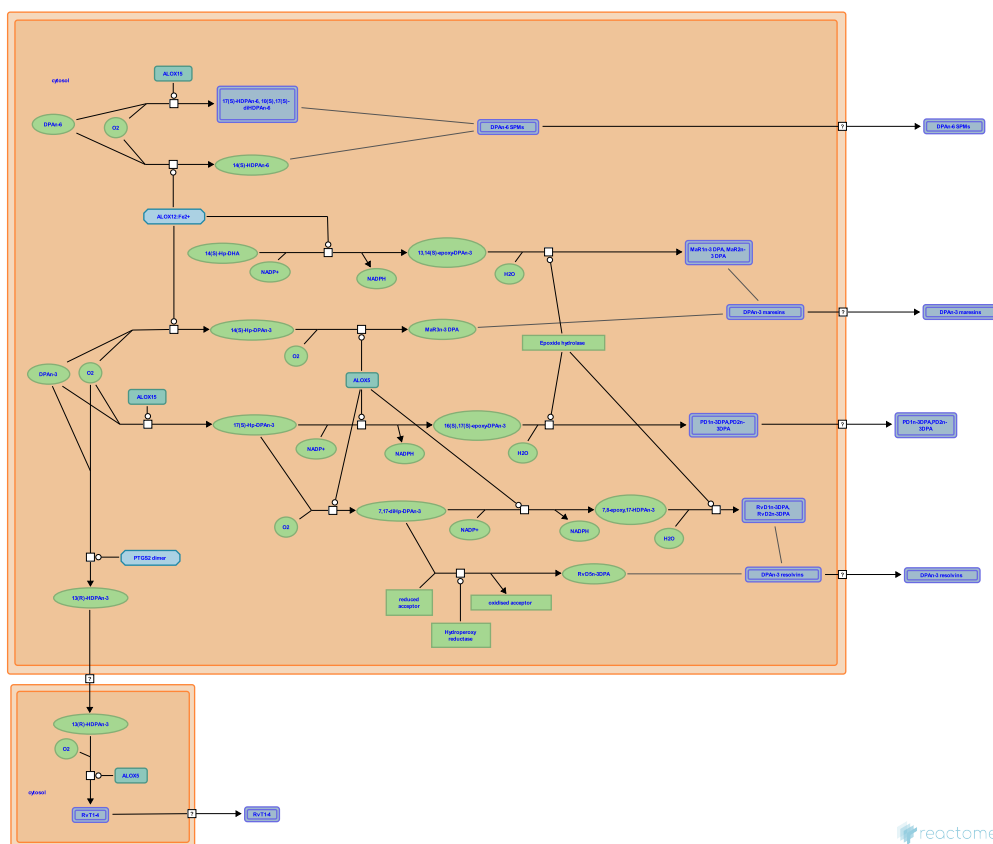 cytosol
ALOX15
17(S)-HDPAn-6, 10(S),17(S)-
diHDPAn-6
DPAn-6
O2
DPAn-6 SPMs
DPAn-6 SPMs
?
14(S)-HDPAn-6
ALOX12:Fe2+
14(S)-Hp-DHA
NADP+
NADPH
13,14(S)-epoxyDPAn-3
H2O
MaR1n-3 DPA, MaR2n-
3 DPA
DPAn-3 maresins
?
DPAn-3 maresins
14(S)-Hp-DPAn-3
O2
MaR3n-3 DPA
Epoxide hydrolase
DPAn-3
O2
ALOX5
ALOX15
17(S)-Hp-DPAn-3
NADP+
NADPH
16(S),17(S)-epoxyDPAn-3
H2O
PD1n-3DPA,PD2n-
3DPA
?
PD1n-3DPA,PD2n-
3DPA
O2
7,17-diHp-DPAn-3
NADP+
NADPH
7,8-epoxy,17-HDPAn-3
H2O
RvD1n-3DPA,
RvD2n-3DPA
PTGS2 dimer
RvD5n-3DPA
DPAn-3 resolvins
?
DPAn-3 resolvins
13(R)-HDPAn-3
reduced
acceptor
oxidised acceptor
Hydroperoxy
reductase
?
13(R)-HDPAn-3
O2
ALOX5
cytosol
RvT1-4
?
RvT1-4
reactome